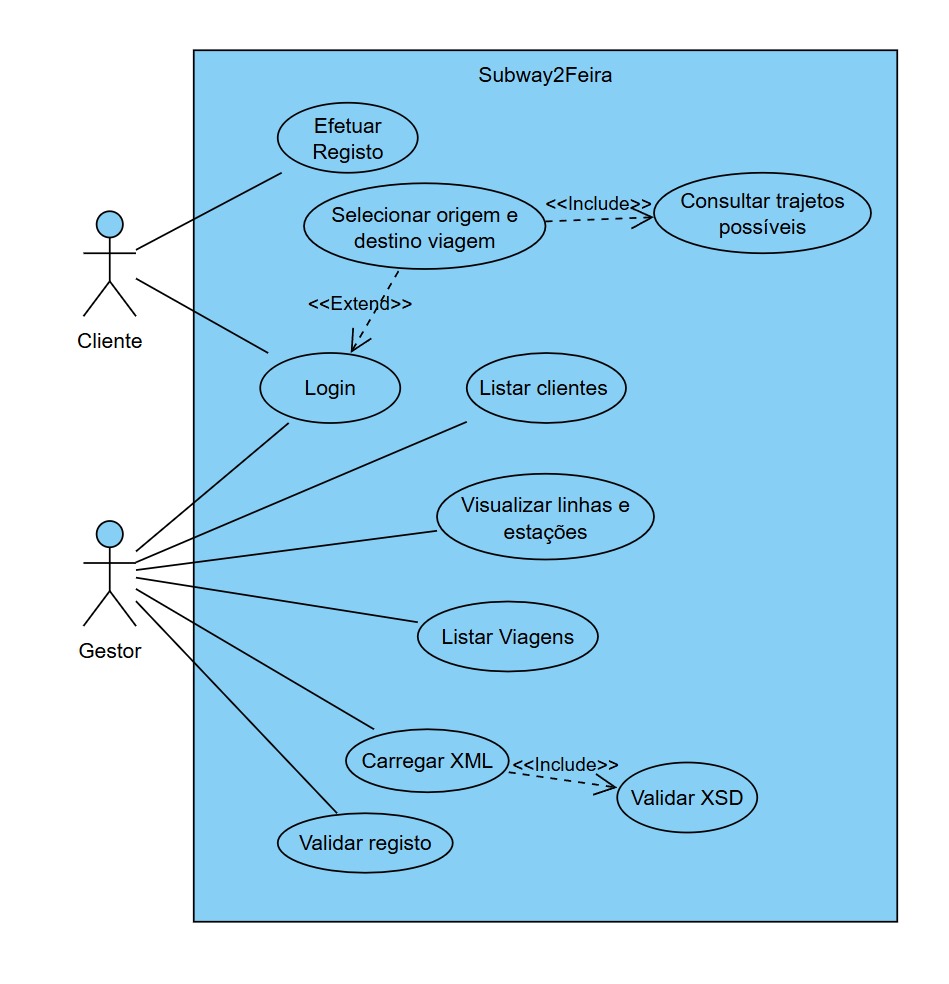 Subway2Feira
Efetuar
Registo
Selecionar origem e
destino viagem
<<Include>>
Consultar trajetos
possíveis
<<Extend>>
Cliente
Login
Listar clientes
Visualizar linhas e
estações
Gestor
Listar Viagens
Carregar XML
<<Include>>
Validar XSD
Validar registo